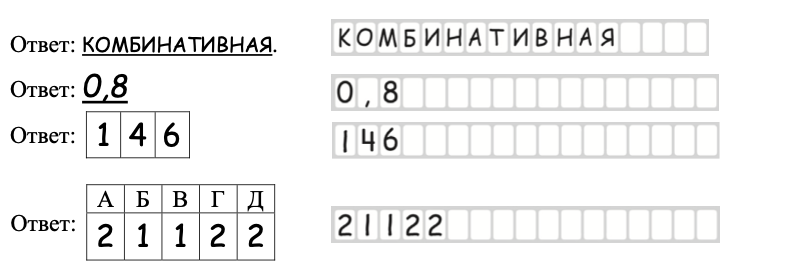 Ответ: КОМБИНАТИВНАЯ. КОМБИНАТИВНАЯ
Ответ: 0,8 0,8
Ответ: 1 4 6 146
А Б В Г Д
Ответ: 2 1 1 2 2 21122